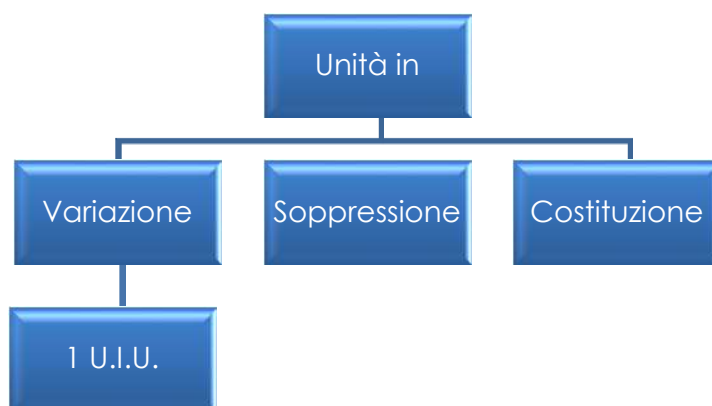 Unità in
Variazione
Soppressione
Costituzione
1 U.I.U.